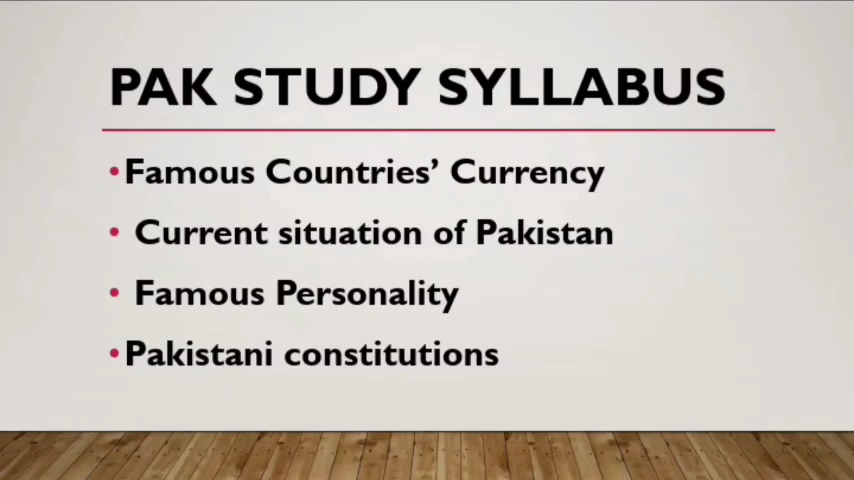 PAK STUDY SYLLABUS
•Famous Countries’ Currency
• Current situation of Pakistan
• Famous Personality
•Pakistani constitutions